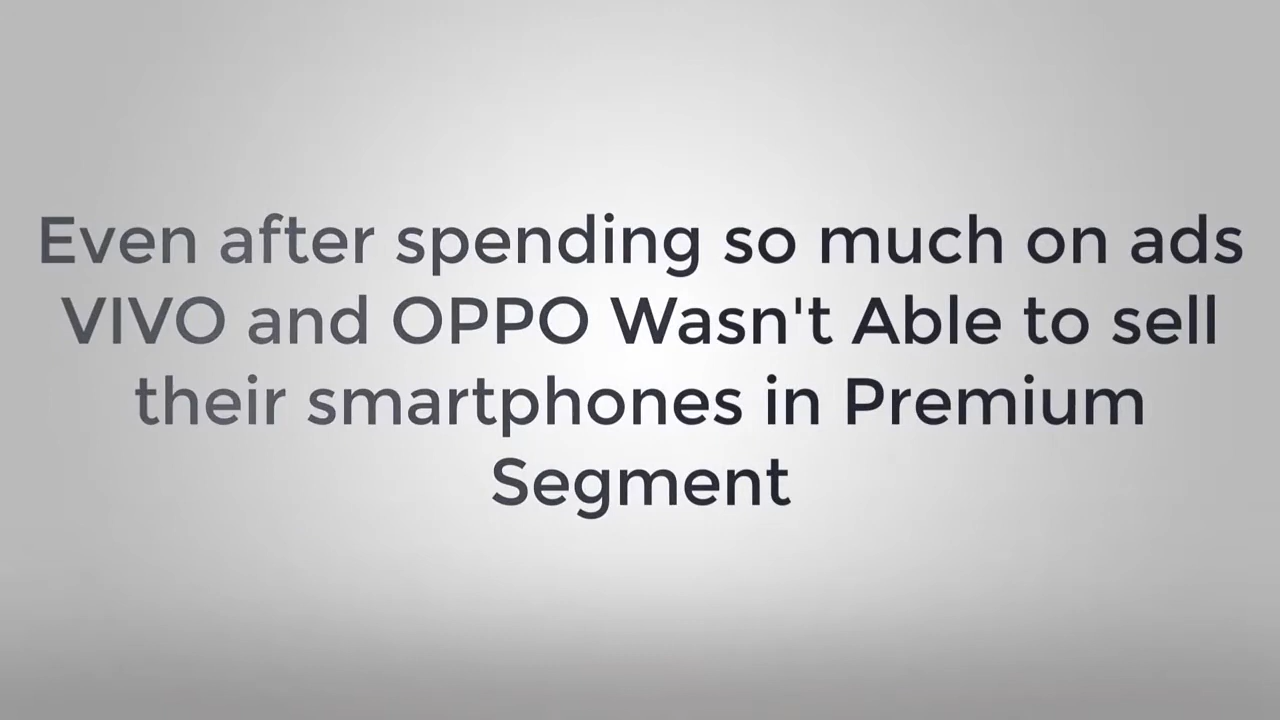 Even after spending so much on ads
VIVO and OPPO Wasn't Able to sell
their smartphones in Premium
Segment